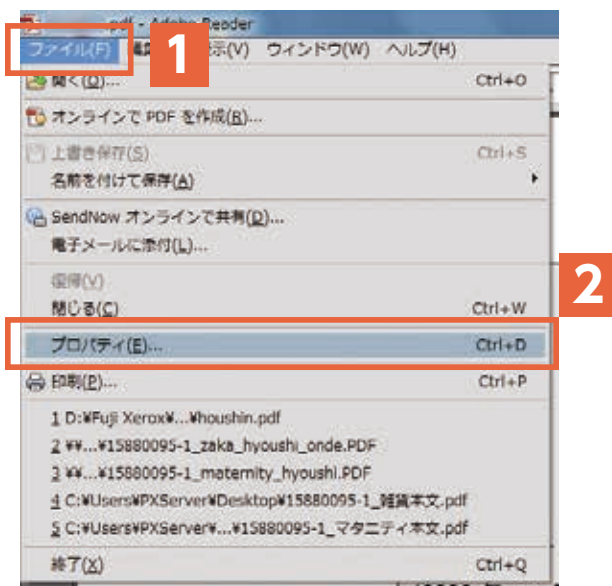 .pdf - Adobe Reader
ファイル(F) 示(V) ウィンドウ(W) ヘルプ(H)
1
開く(O)... Ctrl+O
オンラインで PDF を作成(R)...
上書き保存(S) Ctrl+S
名前を付けて保存(A)
SendNow オンラインで共有(D)...
電子メールに添付(L)...
復帰(V)
閉じる(C) Ctrl+W
2
プロパティ(E)... Ctrl+D
印刷(P)... Ctrl+P
1 D:¥Fuji Xerox¥...¥houshin.pdf
2 ¥¥...¥15880095-1_zaka_hyoushi_onde.PDF
3 ¥¥...¥15880095-1_maternity_hyoushi.PDF
4 C:¥Users¥PXServer¥Desktop¥15880095-1_雑貨本文.pdf
5 C:¥Users¥PXServer¥...¥15880095-1_マタニティ本文.pdf
終了(X) Ctrl+Q